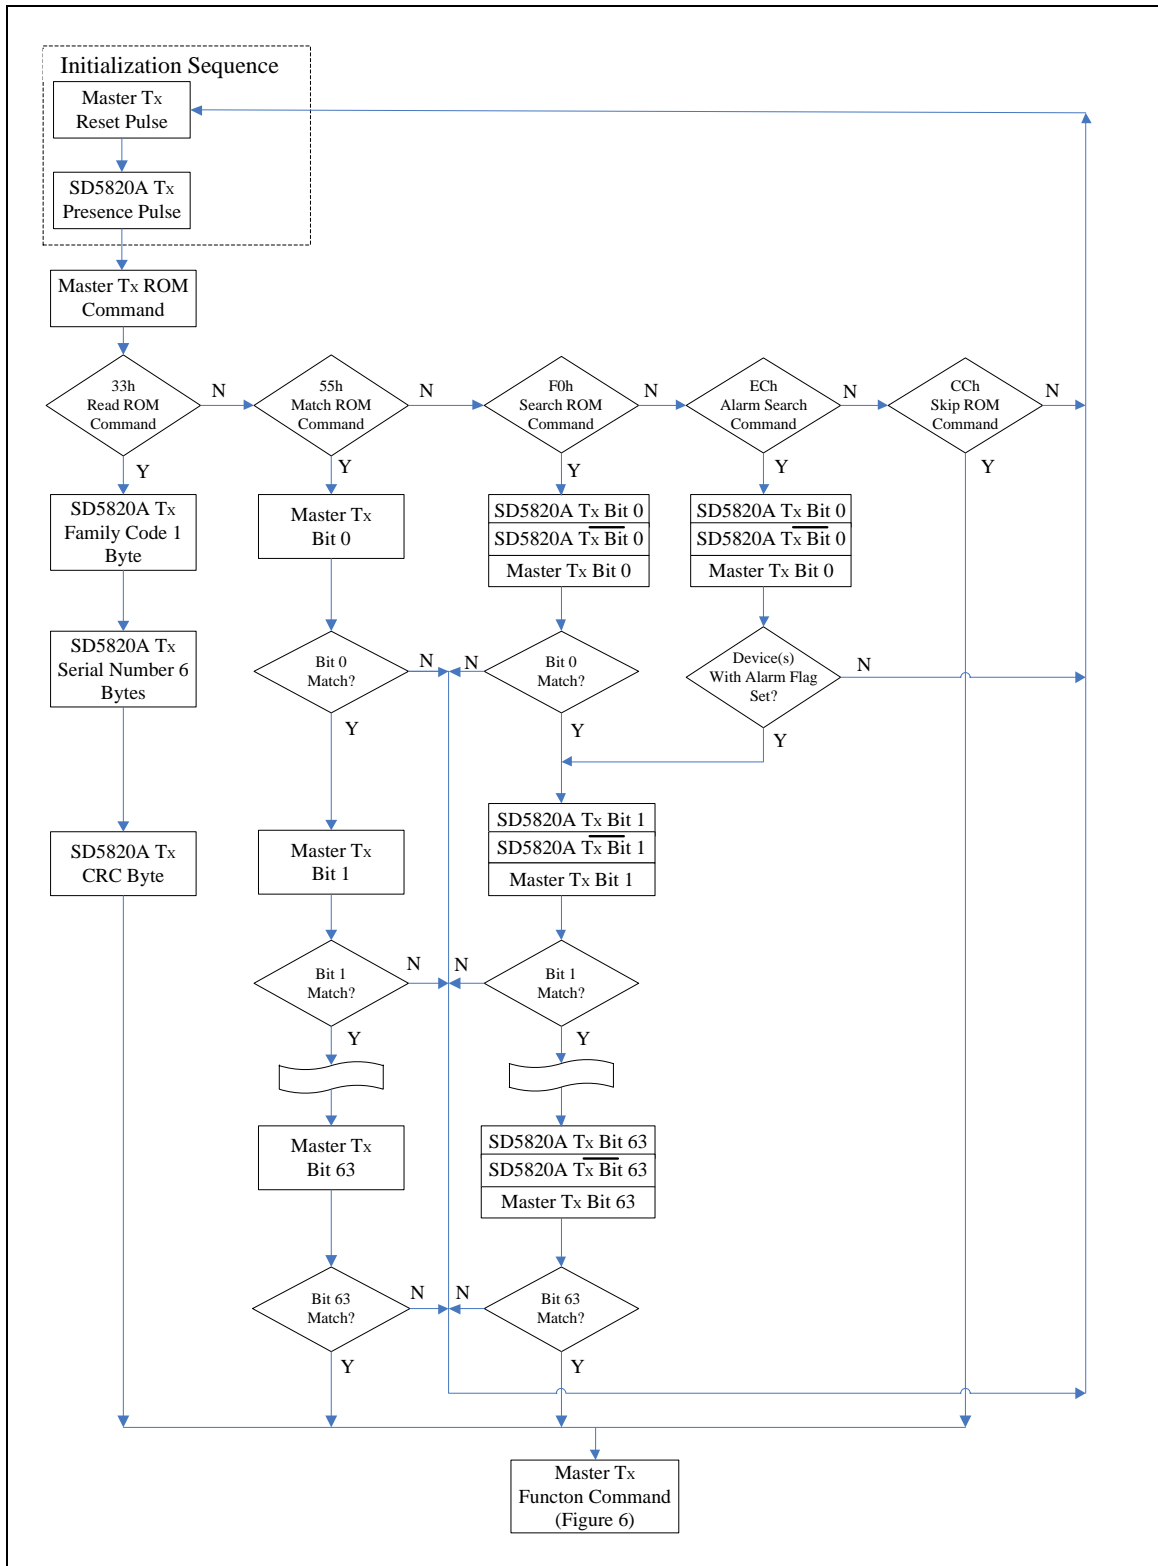 Initialization Sequence
Master Tx
Reset Pulse
SD5820A Tx
Presence Pulse
Master Tx ROM
Command
33h
Read ROM
Command
N
Y
55h
Match ROM
Command
N
Y
F0h
Search ROM
Command
N
Y
ECh
Alarm Search
Command
N
Y
CCh
Skip ROM
Command
N
Y
SD5820A Tx
Family Code 1
Byte
SD5820A Tx
Serial Number 6
Bytes
SD5820A Tx
CRC Byte
Master Tx
Bit 0
Bit 0
Match?
N
Y
Master Tx
Bit 1
Bit 1
Match?
N
Y
Master Tx
Bit 63
Bit 63
Match?
N
Y
SD5820A Tx Bit 0
SD5820A Tx Bit 0
Master Tx Bit 0
Bit 0
Match?
N
Y
SD5820A Tx Bit 1
SD5820A Tx Bit 1
Master Tx Bit 1
Bit 1
Match?
N
Y
SD5820A Tx Bit 63
SD5820A Tx Bit 63
Master Tx Bit 63
Bit 63
Match?
N
Y
SD5820A Tx Bit 0
SD5820A Tx Bit 0
Master Tx Bit 0
Device(s)
With Alarm Flag
Set?
N
Y
Master Tx
Functon Command
(Figure 6)